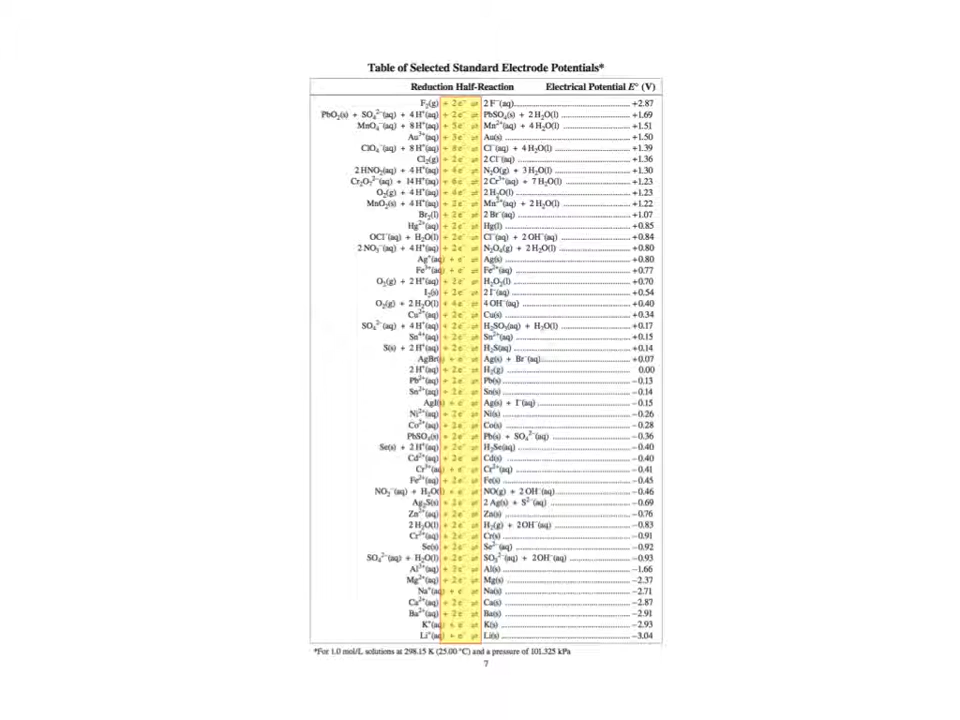 Table of Selected Standard Electrode Potentials*
Reduction Half-Reaction Electrical Potential E° (V)
F₂(g) + 2 e⁻ ⇌ 2 F⁻(aq) +2.87
PbO₂(s) + SO₄²⁻(aq) + 4 H⁺(aq) + 2 e⁻ ⇌ PbSO₄(s) + 2 H₂O(l) +1.69
MnO₄⁻(aq) + 8 H⁺(aq) + 5 e⁻ ⇌ Mn²⁺(aq) + 4 H₂O(l) +1.51
Au³⁺(aq) + 3 e⁻ ⇌ Au(s) +1.50
ClO₄⁻(aq) + 8 H⁺(aq) + 8 e⁻ ⇌ Cl⁻(aq) + 4 H₂O(l) +1.39
Cl₂(g) + 2 e⁻ ⇌ 2 Cl⁻(aq) +1.36
2 HNO₂(aq) + 4 H⁺(aq) + 4 e⁻ ⇌ N₂O(g) + 3 H₂O(l) +1.30
Cr₂O₇²⁻(aq) + 14 H⁺(aq) + 6 e⁻ ⇌ 2 Cr³⁺(aq) + 7 H₂O(l) +1.23
O₂(g) + 4 H⁺(aq) + 4 e⁻ ⇌ 2 H₂O(l) +1.23
MnO₂(s) + 4 H⁺(aq) + 2 e⁻ ⇌ Mn²⁺(aq) + 2 H₂O(l) +1.22
Br₂(l) + 2 e⁻ ⇌ 2 Br⁻(aq) +1.07
Hg²⁺(aq) + 2 e⁻ ⇌ Hg(l) +0.85
OCl⁻(aq) + H₂O(l) + 2 e⁻ ⇌ Cl⁻(aq) + 2 OH⁻(aq) +0.84
2 NO₃⁻(aq) + 4 H⁺(aq) + 2 e⁻ ⇌ N₂O₄(g) + 2 H₂O(l) +0.80
Ag⁺(aq) + e⁻ ⇌ Ag(s) +0.80
Fe³⁺(aq) + e⁻ ⇌ Fe²⁺(aq) +0.77
O₂(g) + 2 H⁺(aq) + 2 e⁻ ⇌ H₂O₂(l) +0.70
I₂(s) + 2 e⁻ ⇌ 2 I⁻(aq) +0.54
O₂(g) + 2 H₂O(l) + 4 e⁻ ⇌ 4 OH⁻(aq) +0.40
Cu²⁺(aq) + 2 e⁻ ⇌ Cu(s) +0.34
SO₄²⁻(aq) + 4 H⁺(aq) + 2 e⁻ ⇌ H₂SO₃(aq) + H₂O(l) +0.17
Sn⁴⁺(aq) + 2 e⁻ ⇌ Sn²⁺(aq) +0.15
S(s) + 2 H⁺(aq) + 2 e⁻ ⇌ H₂S(aq) +0.14
AgBr(s) + e⁻ ⇌ Ag(s) + Br⁻(aq) +0.07
2 H⁺(aq) + 2 e⁻ ⇌ H₂(g) 0.00
Pb²⁺(aq) + 2 e⁻ ⇌ Pb(s) −0.13
Sn²⁺(aq) + 2 e⁻ ⇌ Sn(s) −0.14
AgI(s) + e⁻ ⇌ Ag(s) + I⁻(aq) −0.15
Ni²⁺(aq) + 2 e⁻ ⇌ Ni(s) −0.26
Co²⁺(aq) + 2 e⁻ ⇌ Co(s) −0.28
PbSO₄(s) + 2 e⁻ ⇌ Pb(s) + SO₄²⁻(aq) −0.36
Se(s) + 2 H⁺(aq) + 2 e⁻ ⇌ H₂Se(aq) −0.40
Cd²⁺(aq) + 2 e⁻ ⇌ Cd(s) −0.40
Cr³⁺(aq) + e⁻ ⇌ Cr²⁺(aq) −0.41
Fe²⁺(aq) + 2 e⁻ ⇌ Fe(s) −0.45
NO₂⁻(aq) + H₂O(l) + e⁻ ⇌ NO(g) + 2 OH⁻(aq) −0.46
Ag₂S(s) + 2 e⁻ ⇌ 2 Ag(s) + S²⁻(aq) −0.69
Zn²⁺(aq) + 2 e⁻ ⇌ Zn(s) −0.76
2 H₂O(l) + 2 e⁻ ⇌ H₂(g) + 2 OH⁻(aq) −0.83
Cr²⁺(aq) + 2 e⁻ ⇌ Cr(s) −0.91
Se(s) + 2 e⁻ ⇌ Se²⁻(aq) −0.92
SO₄²⁻(aq) + H₂O(l) + 2 e⁻ ⇌ SO₃²⁻(aq) + 2 OH⁻(aq) −0.93
Al³⁺(aq) + 3 e⁻ ⇌ Al(s) −1.66
Mg²⁺(aq) + 2 e⁻ ⇌ Mg(s) −2.37
Na⁺(aq) + e⁻ ⇌ Na(s) −2.71
Ca²⁺(aq) + 2 e⁻ ⇌ Ca(s) −2.87
Ba²⁺(aq) + 2 e⁻ ⇌ Ba(s) −2.91
K⁺(aq) + e⁻ ⇌ K(s) −2.93
Li⁺(aq) + e⁻ ⇌ Li(s) −3.04
*For 1.0 mol/L solutions at 298.15 K (25.00 °C) and a pressure of 101.325 kPa
7